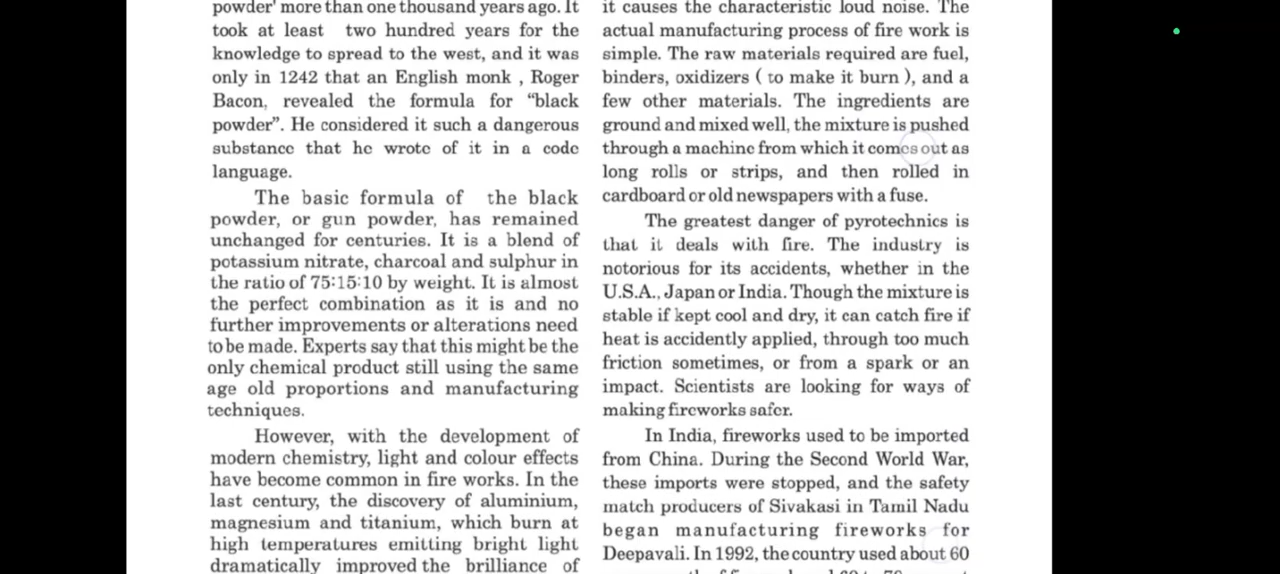 powder' more than one thousand years ago. It
took at least two hundred years for the
knowledge to spread to the west, and it was
only in 1242 that an English monk , Roger
Bacon, revealed the formula for "black
powder". He considered it such a dangerous
substance that he wrote of it in a code
language.
The basic formula of the black
powder, or gun powder, has remained
unchanged for centuries. It is a blend of
potassium nitrate, charcoal and sulphur in
the ratio of 75:15:10 by weight. It is almost
the perfect combination as it is and no
further improvements or alterations need
to be made. Experts say that this might be the
only chemical product still using the same
age old proportions and manufacturing
techniques.
However, with the development of
modern chemistry, light and colour effects
have become common in fire works. In the
last century, the discovery of aluminium,
magnesium and titanium, which burn at
high temperatures emitting bright light
dramatically improved the brilliance of
it causes the characteristic loud noise. The
actual manufacturing process of fire work is
simple. The raw materials required are fuel,
binders, oxidizers ( to make it burn ), and a
few other materials. The ingredients are
ground and mixed well, the mixture is pushed
through a machine from which it comes out as
long rolls or strips, and then rolled in
cardboard or old newspapers with a fuse.
The greatest danger of pyrotechnics is
that it deals with fire. The industry is
notorious for its accidents, whether in the
U.S.A., Japan or India. Though the mixture is
stable if kept cool and dry, it can catch fire if
heat is accidently applied, through too much
friction sometimes, or from a spark or an
impact. Scientists are looking for ways of
making fireworks safer.
In India, fireworks used to be imported
from China. During the Second World War,
these imports were stopped, and the safety
match producers of Sivakasi in Tamil Nadu
began manufacturing fireworks for
Deepavali. In 1992, the country used about 60